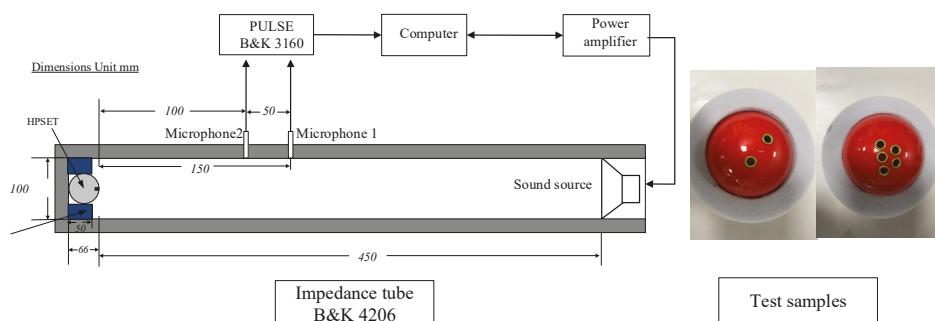 PULSE
B&K 3160
Computer
Power
amplifier
Dimensions Unit mm
100
50
HPSET
Microphone2
Microphone 1
150
100
Sound source
50
66
450
Impedance tube
B&K 4206
Test samples